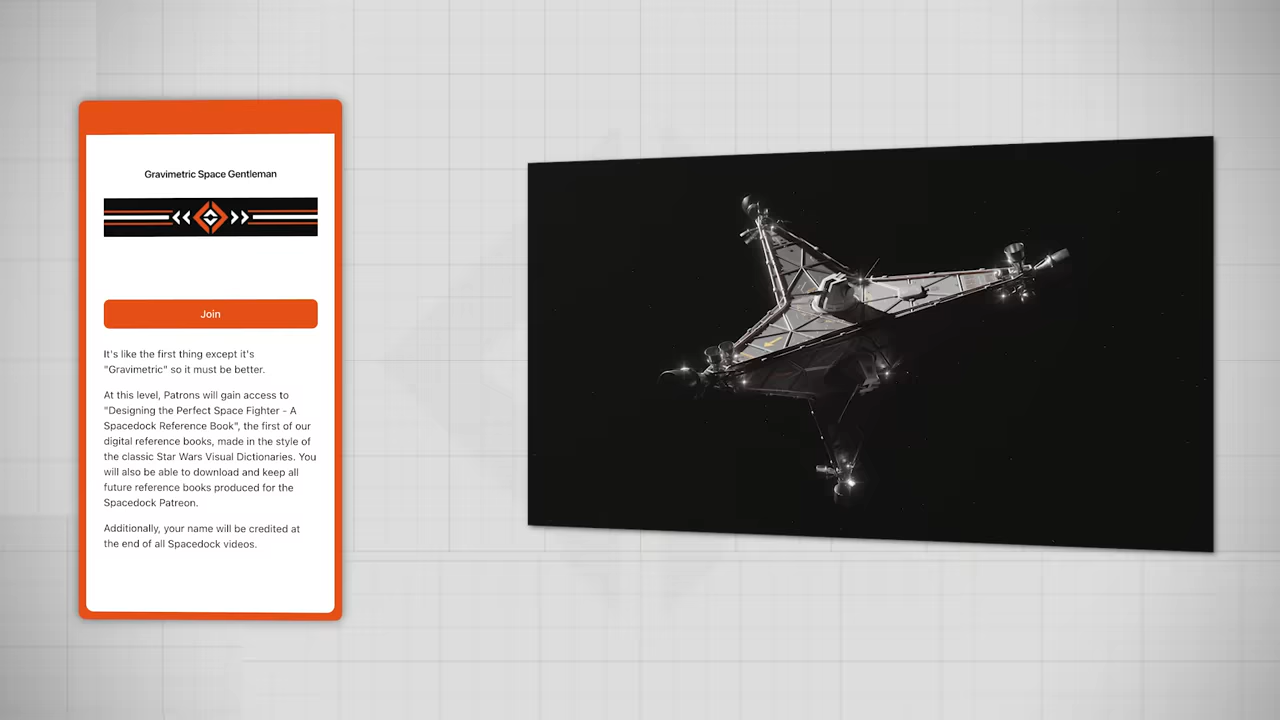 Gravimetric Space Gentleman
Join
It's like the first thing except it's
"Gravimetric" so it must be better.
At this level, Patrons will gain access to
"Designing the Perfect Space Fighter - A
Spacedock Reference Book", the first of our
digital reference books, made in the style of
the classic Star Wars Visual Dictionaries. You
will also be able to download and keep all
future reference books produced for the
Spacedock Patreon.
Additionally, your name will be credited at
the end of all Spacedock videos.